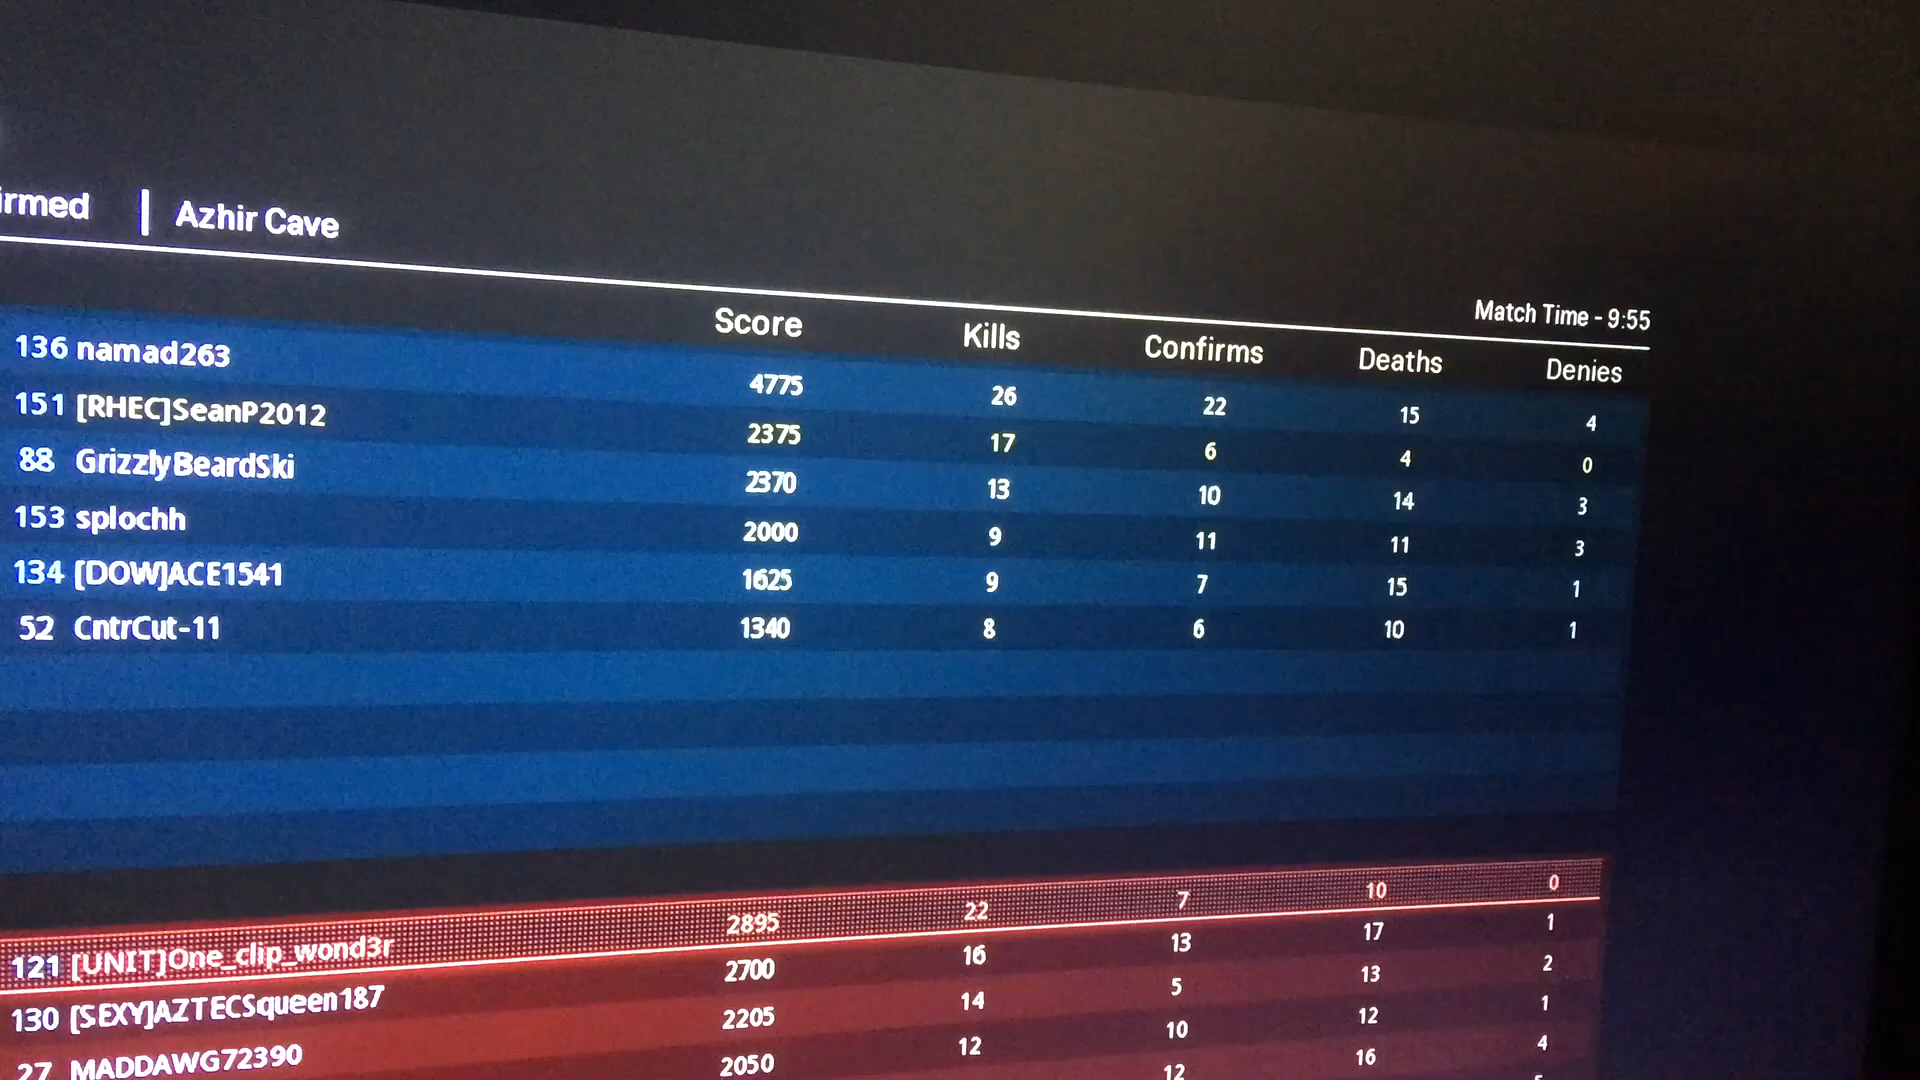 irmed | Azhir Cave
Match Time - 9:55
Score Kills Confirms Deaths Denies
136 namad263 4775 26 22 15 4
151 [RHEC]SeanP2012 2375 17 6 4 0
88 GrizzlyBeardSki 2370 13 10 14 3
153 splochh 2000 9 11 11 3
134 [DOW]ACE1541 1625 9 7 15 1
52 CntrCut-11 1340 8 6 10 1
121 [UNIT]One_clip_wond3r 2895 22 7 10 0
130 [SEXY]AZTECSqueen187 2700 16 13 17 1
27 MADDAWG72390 2205 14 5 13 2
2050 12 10 12 1
12 16 4